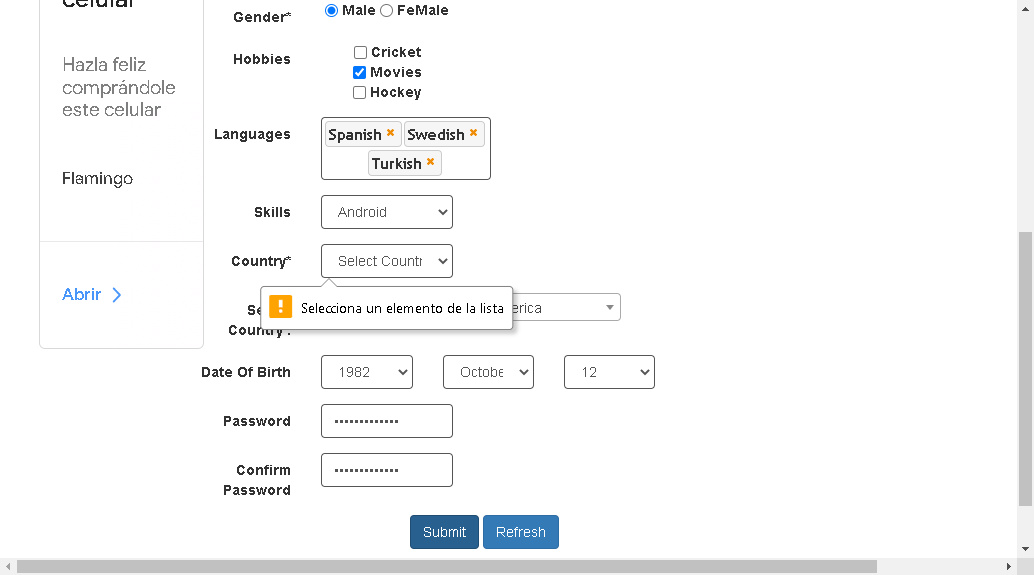 celular
Hazla feliz
comprándole
este celular
Flamingo
Abrir
Gender*
Male FeMale
Hobbies
Cricket
Movies
Hockey
Languages
Spanish Swedish
Turkish
Skills
Android
Country*
Select Countr
Selecciona un elemento de la lista
Se
erica
Country :
Date Of Birth
1982 Octobe 12
Password
•••••••••••••
Confirm
Password
•••••••••••••
Submit Refresh